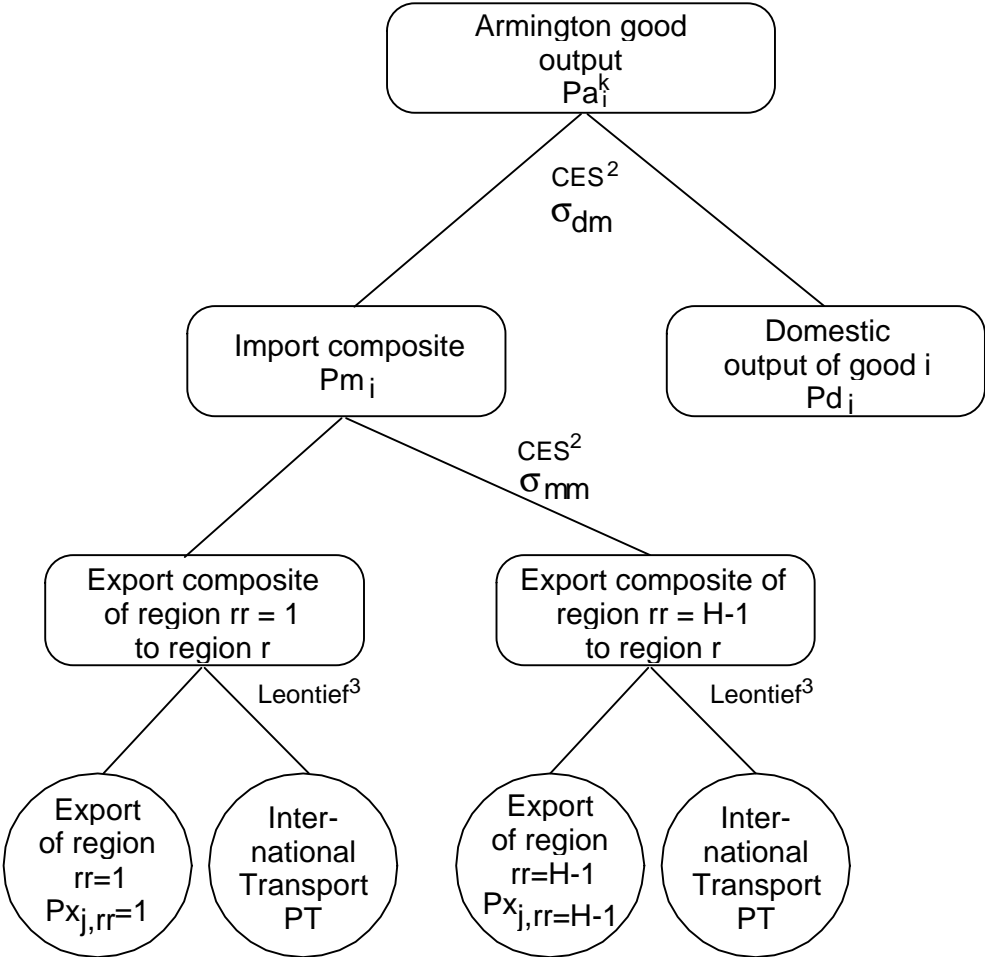 Armington good
output
Pa_i^k
CES²
σ_dm
Import composite
Pm_i
Domestic
output of good i
Pd_i
CES²
σ_mm
Export composite
of region rr = 1
to region r
Export composite of
region rr = H-1
to region r
Leontief³
Leontief³
Export
of region
rr=1
Px_j,rr=1
Inter-
national
Transport
PT
Export
of region
rr=H-1
Px_j,rr=H-1
Inter-
national
Transport
PT